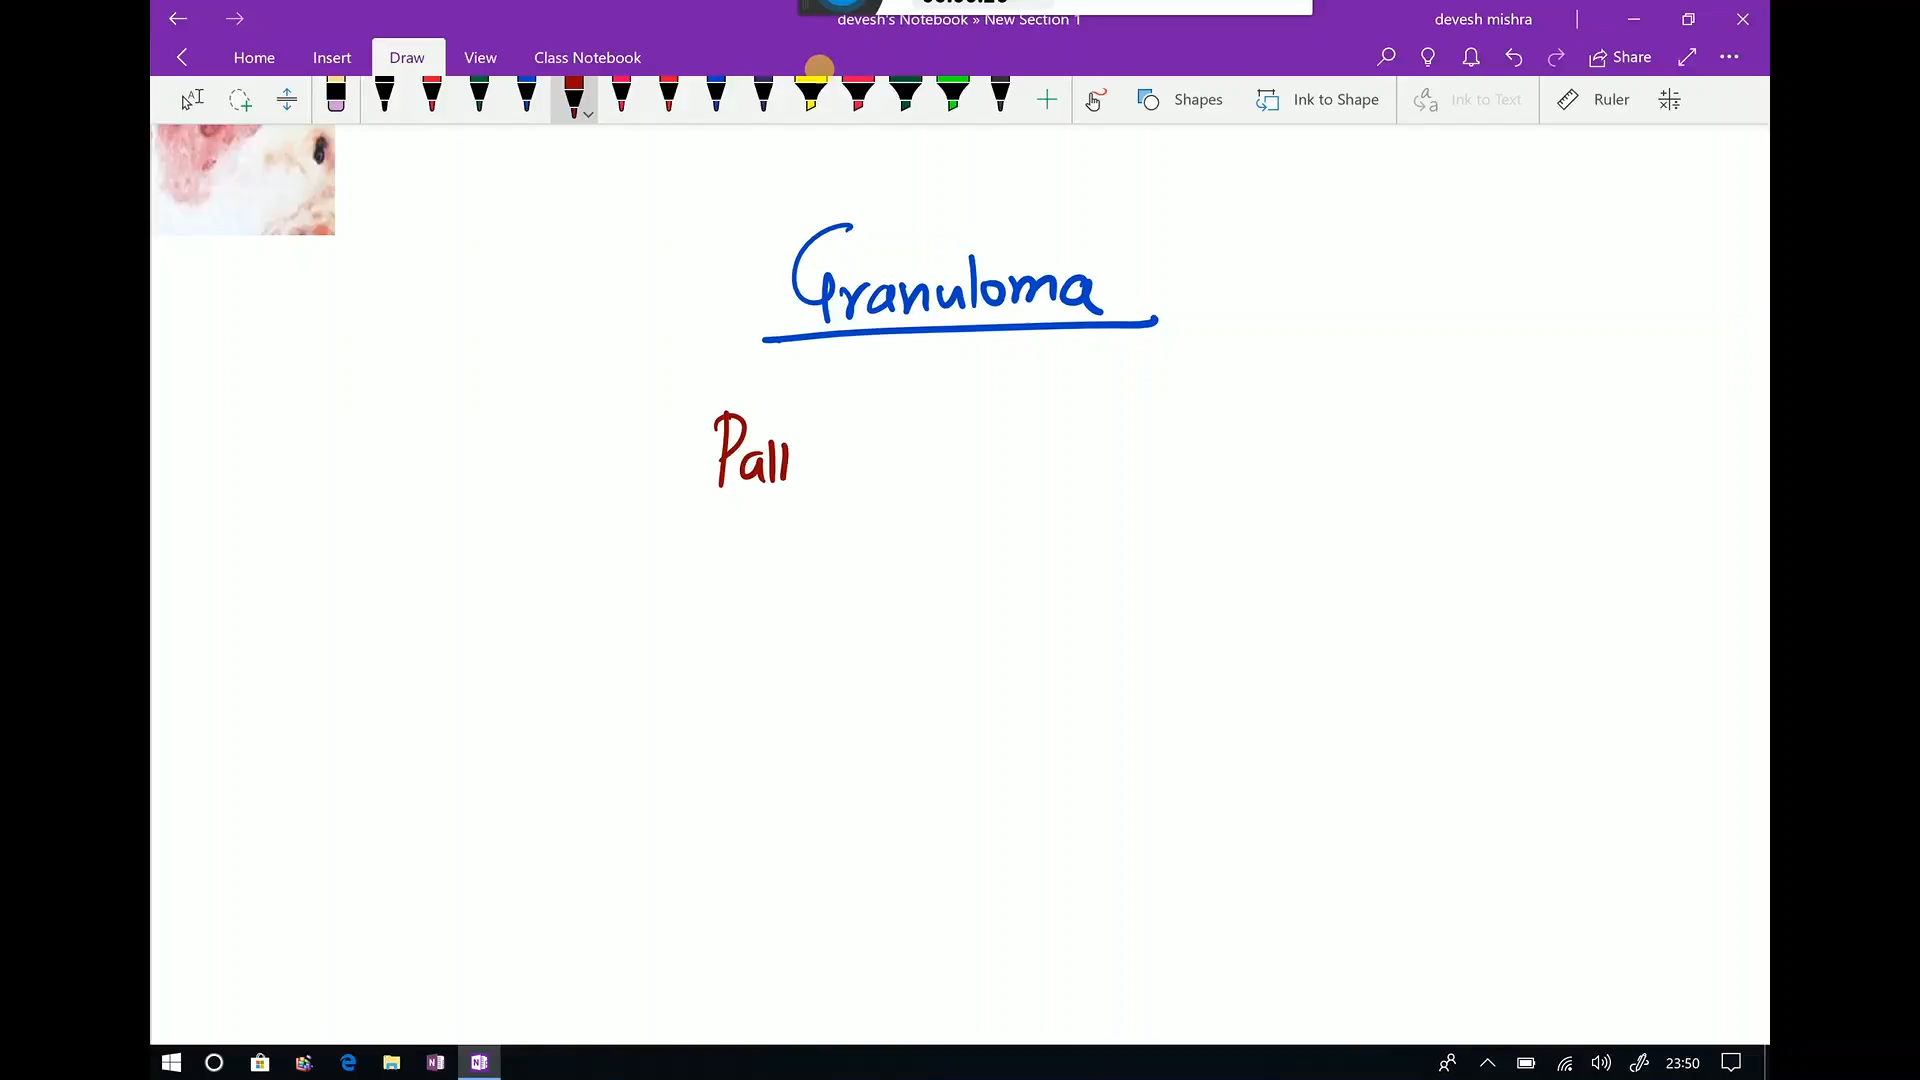 devesh's Notebook » New Section 1
devesh mishra
Home Insert Draw View Class Notebook
Share
Shapes Ink to Shape Ink to Text Ruler
Granuloma
Pall
23:50